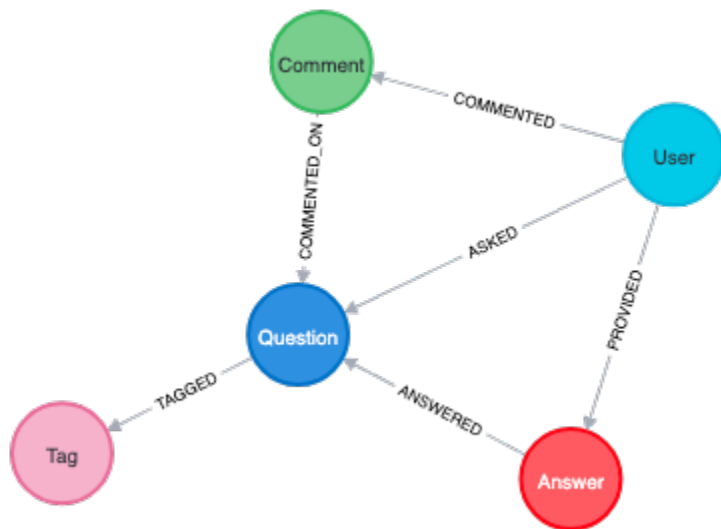 Comment
COMMENTED
User
COMMENTED_ON
ASKED
PROVIDED
Question
TAGGED
ANSWERED
Tag
Answer